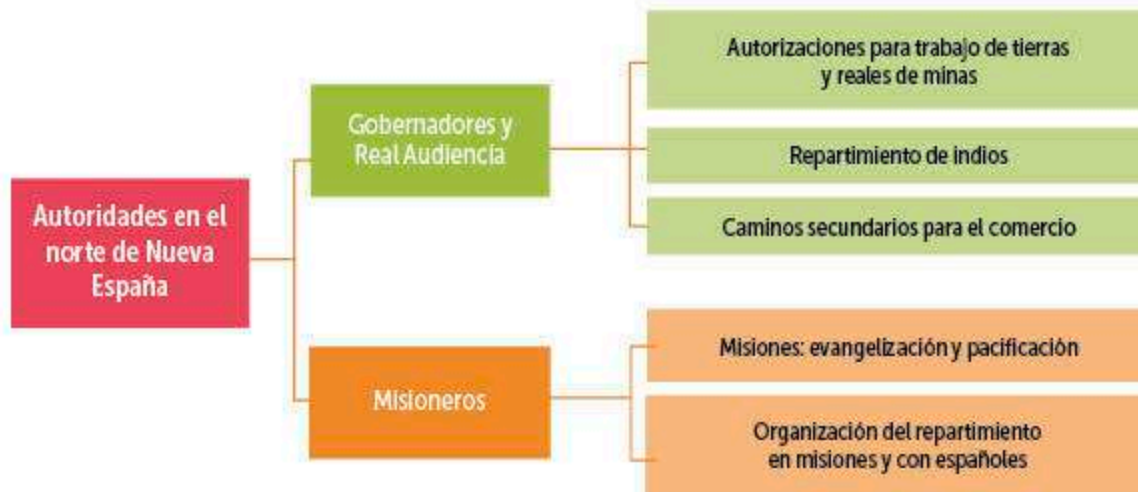 Autoridades en el
norte de Nueva
España
Gobernadores y
Real Audiencia
Autorizaciones para trabajo de tierras
y reales de minas
Repartimiento de indios
Caminos secundarios para el comercio
Misioneros
Misiones: evangelización y pacificación
Organización del repartimiento
en misiones y con españoles